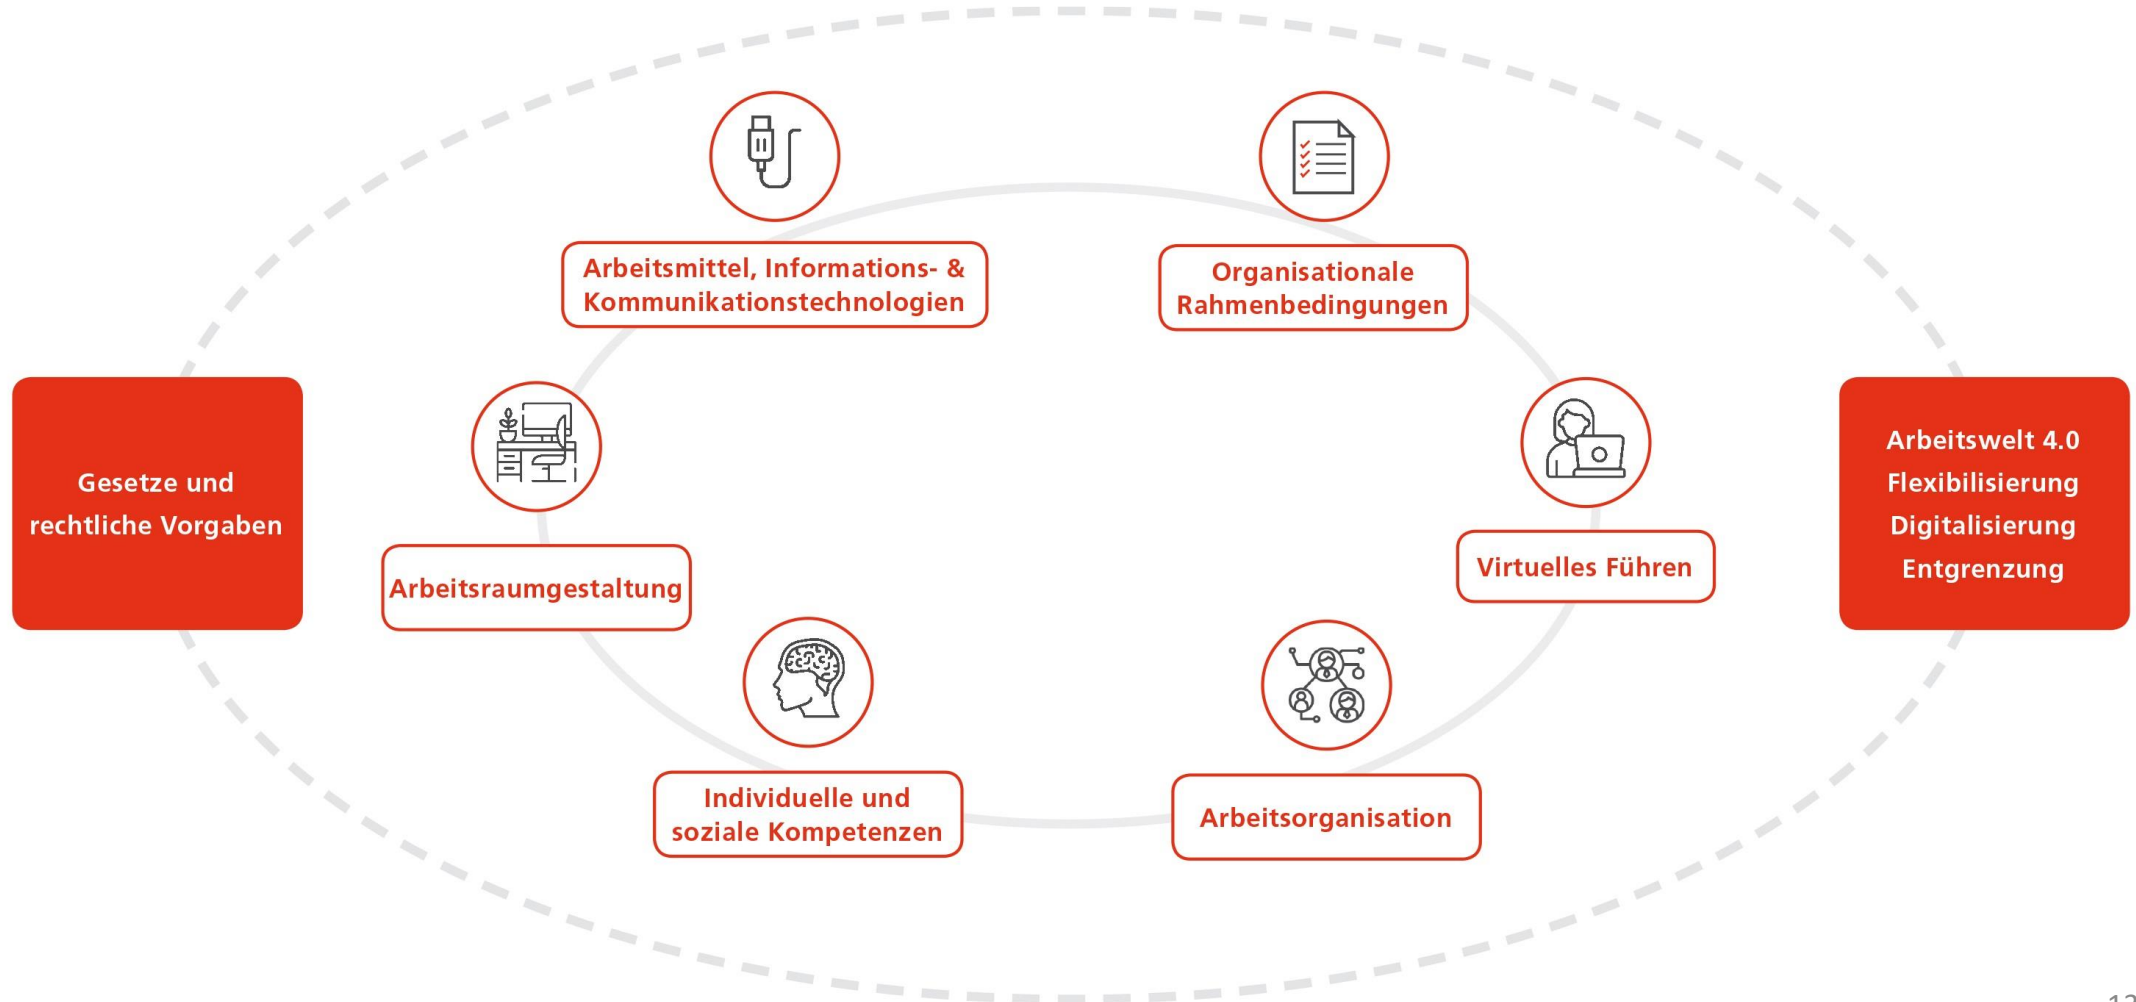 Arbeitsmittel, Informations- &
Kommunikationstechnologien
Organisationale
Rahmenbedingungen
Gesetze und
rechtliche Vorgaben
Arbeitswelt 4.0
Flexibilisierung
Digitalisierung
Entgrenzung
Arbeitsraumgestaltung
Virtuelles Führen
Individuelle und
soziale Kompetenzen
Arbeitsorganisation